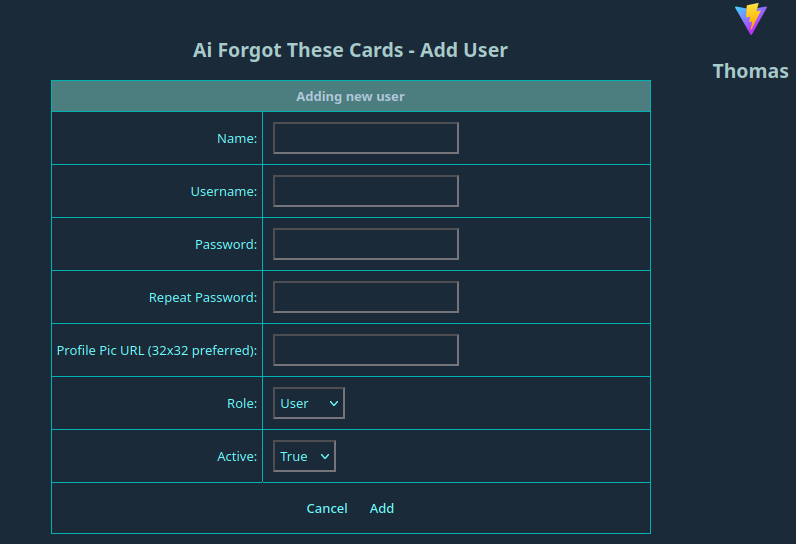 Ai Forgot These Cards - Add User
Thomas
Adding new user
Name:
Username:
Password:
Repeat Password:
Profile Pic URL (32x32 preferred):
Role: User
Active: True
Cancel Add